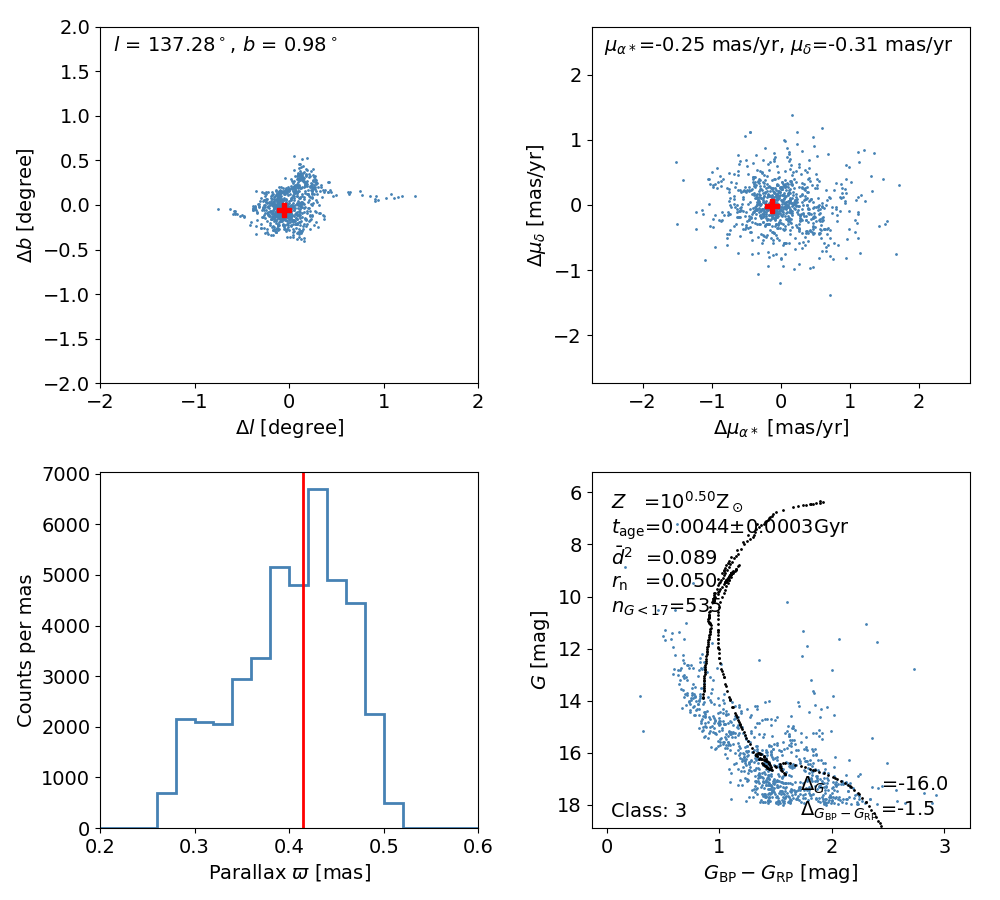 2.0
1.5
1.0
0.5
0.0
−0.5
−1.0
−1.5
−2.0
−2 −1 0 1 2
l = 137.28°, b = 0.98°
Δb [degree]
Δl [degree]
2
1
0
−1
−2
−2 −1 0 1 2
μα∗=-0.25 mas/yr, μδ=-0.31 mas/yr
Δμδ [mas/yr]
Δμα∗ [mas/yr]
7000
6000
5000
4000
3000
2000
1000
0
0.2 0.3 0.4 0.5 0.6
Counts per mas
Parallax ϖ [mas]
6
8
10
12
14
16
18
0 1 2 3
G [mag]
GBP − GRP [mag]
Z =10^0.50 Z⊙
tage=0.0044±0.0003Gyr
d̄² =0.089
rn =0.050
nG<17=53
ΔG =-16.0
ΔGBP−GRP=-1.5
Class: 3